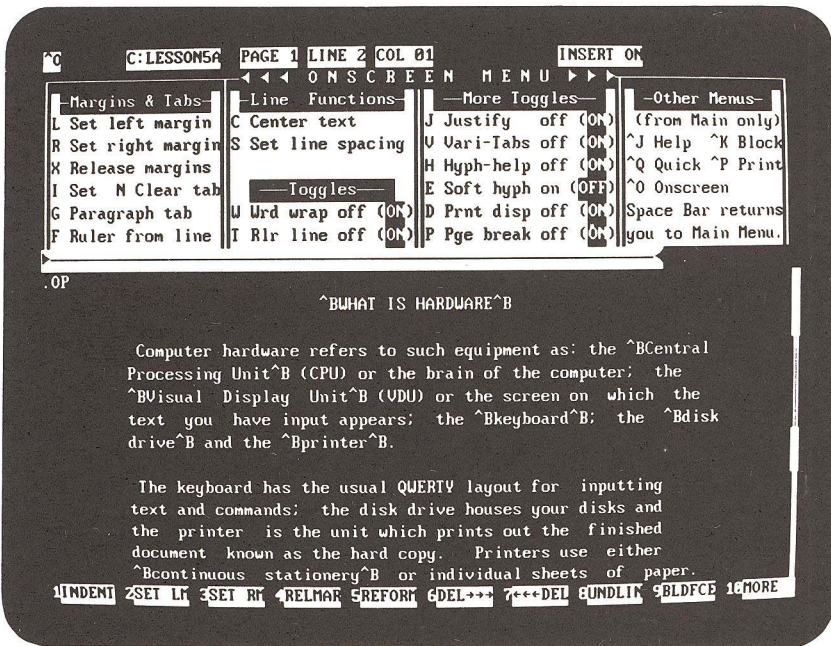 ^O C:LESSON5A PAGE 1 LINE 2 COL 01 INSERT ON
◄ ◄ ◄ O N S C R E E N M E N U ► ► ►
—Margins & Tabs— —Line Functions— —More Toggles— —Other Menus—
L Set left margin C Center text J Justify off (ON) (from Main only)
R Set right margin S Set line spacing V Vari-Tabs off (ON) ^J Help ^K Block
X Release margins H Hyph-help off (ON) ^Q Quick ^P Print
I Set N Clear tab ——Toggles—— E Soft hyph on (OFF) ^O Onscreen
G Paragraph tab W Wrd wrap off (ON) D Prnt disp off (ON) Space Bar returns
F Ruler from line T Rlr line off (ON) P Pge break off (ON) you to Main Menu.
.OP
^BWHAT IS HARDWARE^B
Computer hardware refers to such equipment as: the ^BCentral
Processing Unit^B (CPU) or the brain of the computer; the
^BVisual Display Unit^B (VDU) or the screen on which the
text you have input appears; the ^Bkeyboard^B; the ^Bdisk
drive^B and the ^Bprinter^B.
The keyboard has the usual QWERTY layout for inputting
text and commands; the disk drive houses your disks and
the printer is the unit which prints out the finished
document known as the hard copy. Printers use either
^Bcontinuous stationery^B or individual sheets of paper.
1INDENT 2SET LM 3SET RM 4RELMAR 5REFORM 6DEL→→→ 7←←←DEL 8UNDLIN 9BLDFCE 10MORE